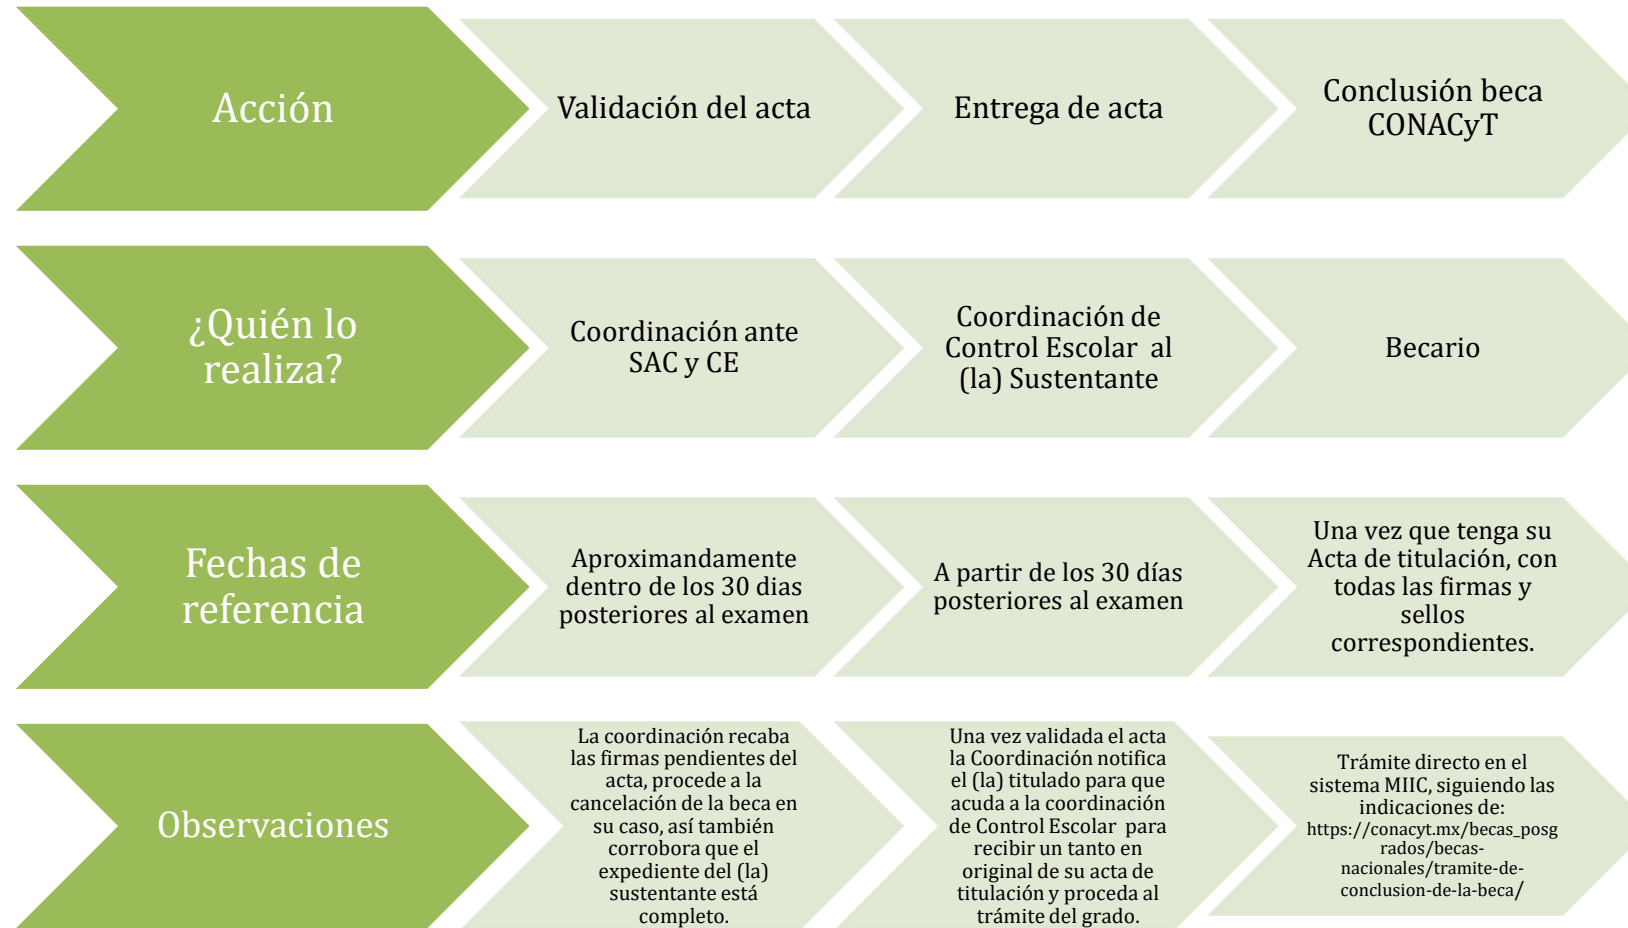 Acción
Validación del acta
Entrega de acta
Conclusión beca
CONACyT
¿Quién lo
realiza?
Coordinación ante
SAC y CE
Coordinación de
Control Escolar al
(la) Sustentante
Becario
Fechas de
referencia
Aproximandamente
dentro de los 30 dias
posteriores al examen
A partir de los 30 días
posteriores al examen
Una vez que tenga su
Acta de titulación, con
todas las firmas y
sellos
correspondientes.
Observaciones
La coordinación recaba
las firmas pendientes del
acta, procede a la
cancelación de la beca en
su caso, así también
corrobora que el
expediente del (la)
sustentante está
completo.
Una vez validada el acta
la Coordinación notifica
el (la) titulado para que
acuda a la coordinación
de Control Escolar para
recibir un tanto en
original de su acta de
titulación y proceda al
trámite del grado.
Trámite directo en el
sistema MIIC, siguiendo las
indicaciones de:
https://conacyt.mx/becas_posg
rados/becas-
nacionales/tramite-de-
conclusion-de-la-beca/